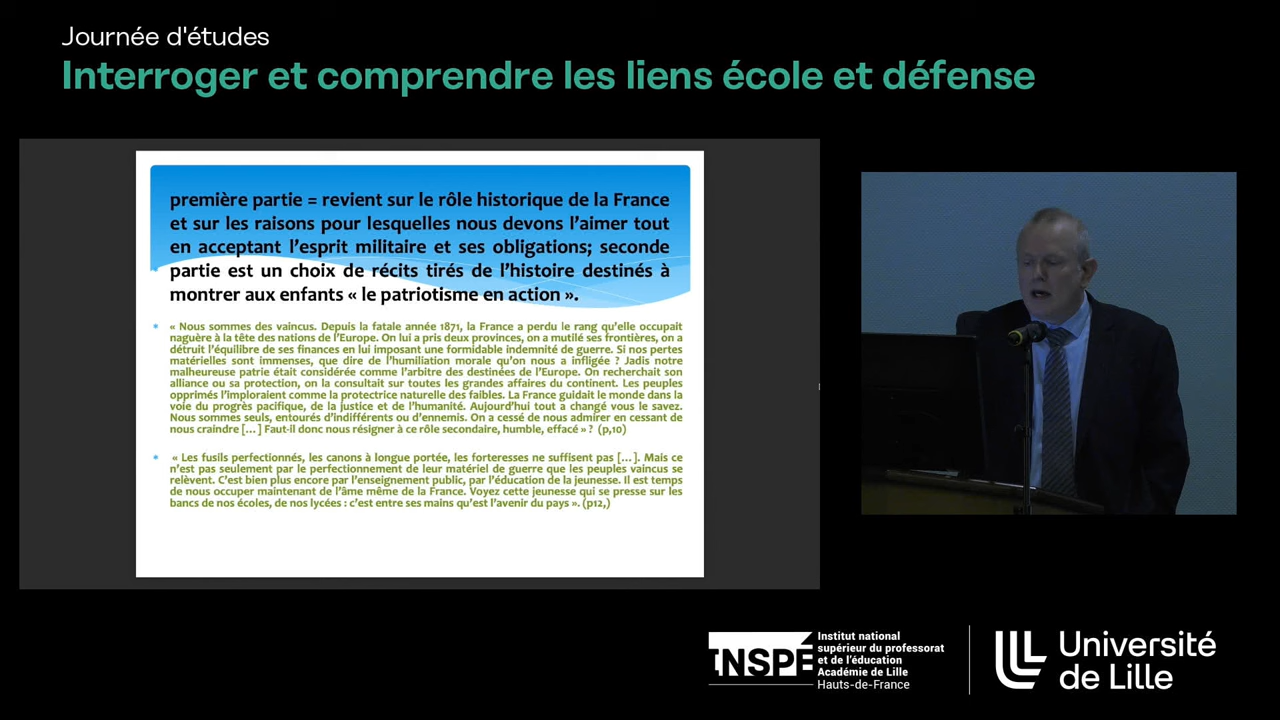 Journée d'études
Interroger et comprendre les liens école et défense
première partie = revient sur le rôle historique de la France
et sur les raisons pour lesquelles nous devons l'aimer tout
en acceptant l'esprit militaire et ses obligations; seconde
partie est un choix de récits tirés de l'histoire destinés à
montrer aux enfants « le patriotisme en action ».
« Nous sommes des vaincus. Depuis la fatale année 1871, la France a perdu le rang qu'elle occupait
naguère à la tête des nations de l'Europe. On lui a pris deux provinces, on a mutilé ses frontières, on a
détruit l'équilibre de ses finances en lui imposant une formidable indemnité de guerre. Si nos pertes
matérielles sont immenses, que dire de l'humiliation morale qu'on nous a infligée ? Jadis notre
malheureuse patrie était considérée comme l'arbitre des destinées de l'Europe. On recherchait son
alliance ou sa protection, on la consultait sur toutes les grandes affaires du continent. Les peuples
opprimés l'imploraient comme la protectrice naturelle des faibles. La France guidait le monde dans la
voie du progrès pacifique, de la justice et de l'humanité. Aujourd'hui tout a changé vous le savez.
Nous sommes seuls, entourés d'indifférents ou d'ennemis. On a cessé de nous admirer en cessant de
nous craindre […] Faut-il donc nous résigner à ce rôle secondaire, humble, effacé » ? (p,10)
« Les fusils perfectionnés, les canons à longue portée, les forteresses ne suffisent pas […]. Mais ce
n'est pas seulement par le perfectionnement de leur matériel de guerre que les peuples vaincus se
relèvent. C'est bien plus encore par l'enseignement public, par l'éducation de la jeunesse. Il est temps
de nous occuper maintenant de l'âme même de la France. Voyez cette jeunesse qui se presse sur les
bancs de nos écoles, de nos lycées : c'est entre ses mains qu'est l'avenir du pays ». (p12,)
INSPÉ
Institut national
supérieur du professorat
et de l'éducation
Académie de Lille
Hauts-de-France
Université
de Lille